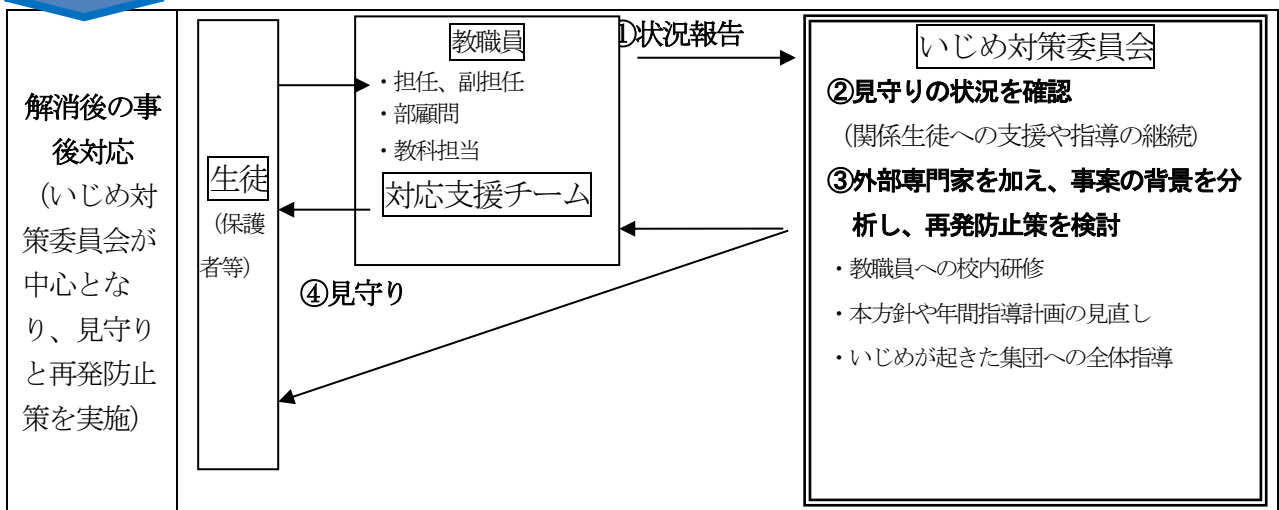 解消後の事
後対応
（いじめ対
策委員会が
中心とな
り、見守り
と再発防止
策を実施）
生徒
（保護
者等）
教職員
・担任、副担任
・部顧問
・教科担当
対応支援チーム
①状況報告
④見守り
いじめ対策委員会
②見守りの状況を確認
（関係生徒への支援や指導の継続）
③外部専門家を加え、事案の背景を分
析し、再発防止策を検討
・教職員への校内研修
・本方針や年間指導計画の見直し
・いじめが起きた集団への全体指導